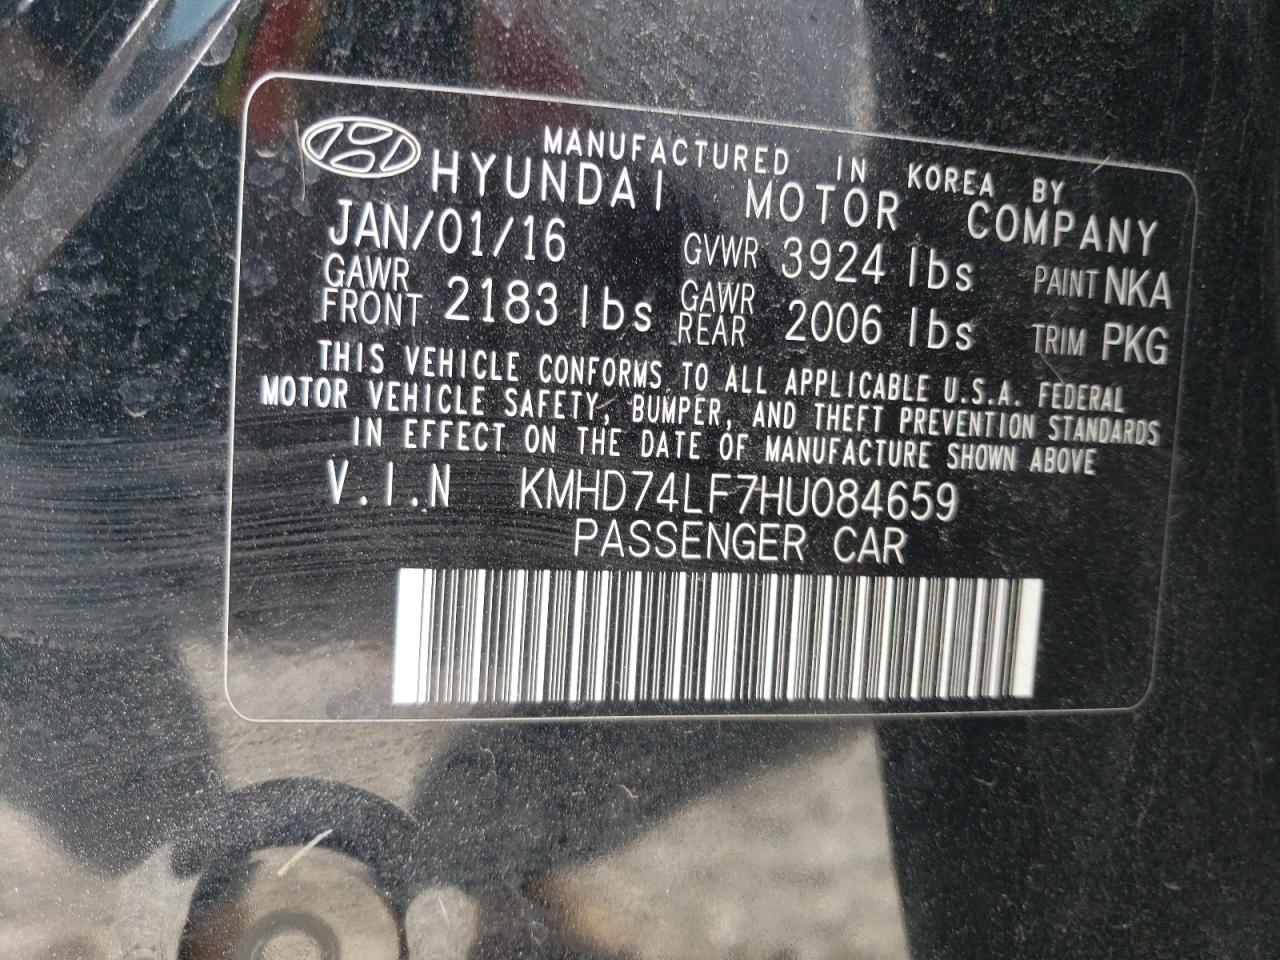 MANUFACTURED IN KOREA BY
HYUNDAI MOTOR COMPANY
JAN/01/16 GVWR 3924 lbs PAINT NKA
GAWR FRONT 2183 lbs GAWR REAR 2006 lbs TRIM PKG
THIS VEHICLE CONFORMS TO ALL APPLICABLE U.S.A. FEDERAL
MOTOR VEHICLE SAFETY, BUMPER, AND THEFT PREVENTION STANDARDS
IN EFFECT ON THE DATE OF MANUFACTURE SHOWN ABOVE
V.I.N KMHD74LF7HU084659
PASSENGER CAR